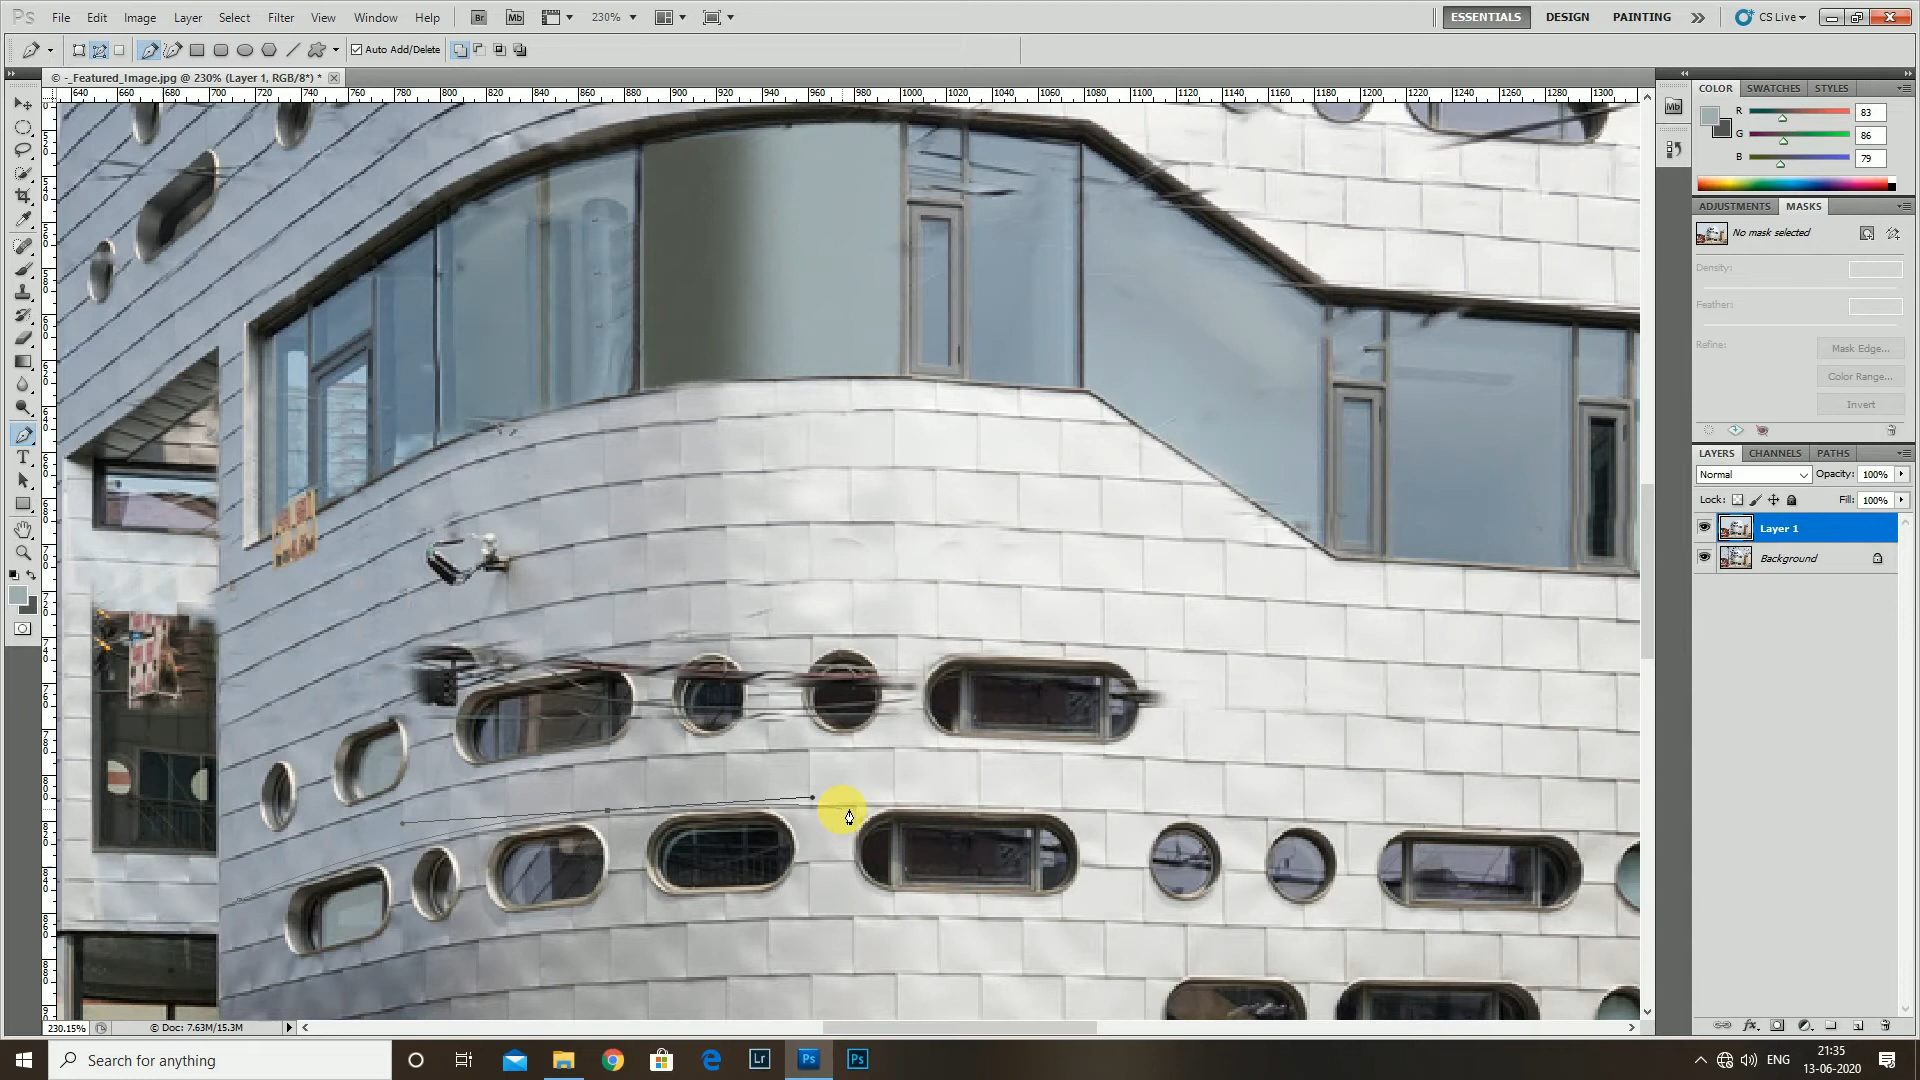 Ps File Edit Image Layer Select Filter View Window Help Br Mb 230% ESSENTIALS DESIGN PAINTING CS Live
Auto Add/Delete
© -_Featured_Image.jpg @ 230% (Layer 1, RGB/8*) *
640 660 680 700 720 740 760 780 800 820 840 860 880 900 920 940 960 980 1000 1020 1040 1060 1080 1100 1120 1140 1160 1180 1200 1220 1240 1260 1280 1300
Mb
COLOR SWATCHES STYLES
R 83
G 86
B 79
ADJUSTMENTS MASKS
No mask selected
Density:
Feather:
Refine: Mask Edge...
Color Range...
Invert
LAYERS CHANNELS PATHS
Normal Opacity: 100%
Lock: Fill: 100%
Layer 1
Background
T
230.15% © Doc: 7.63M/15.3M
fx
Search for anything
Lr Ps Ps
ENG
21:35
13-06-2020